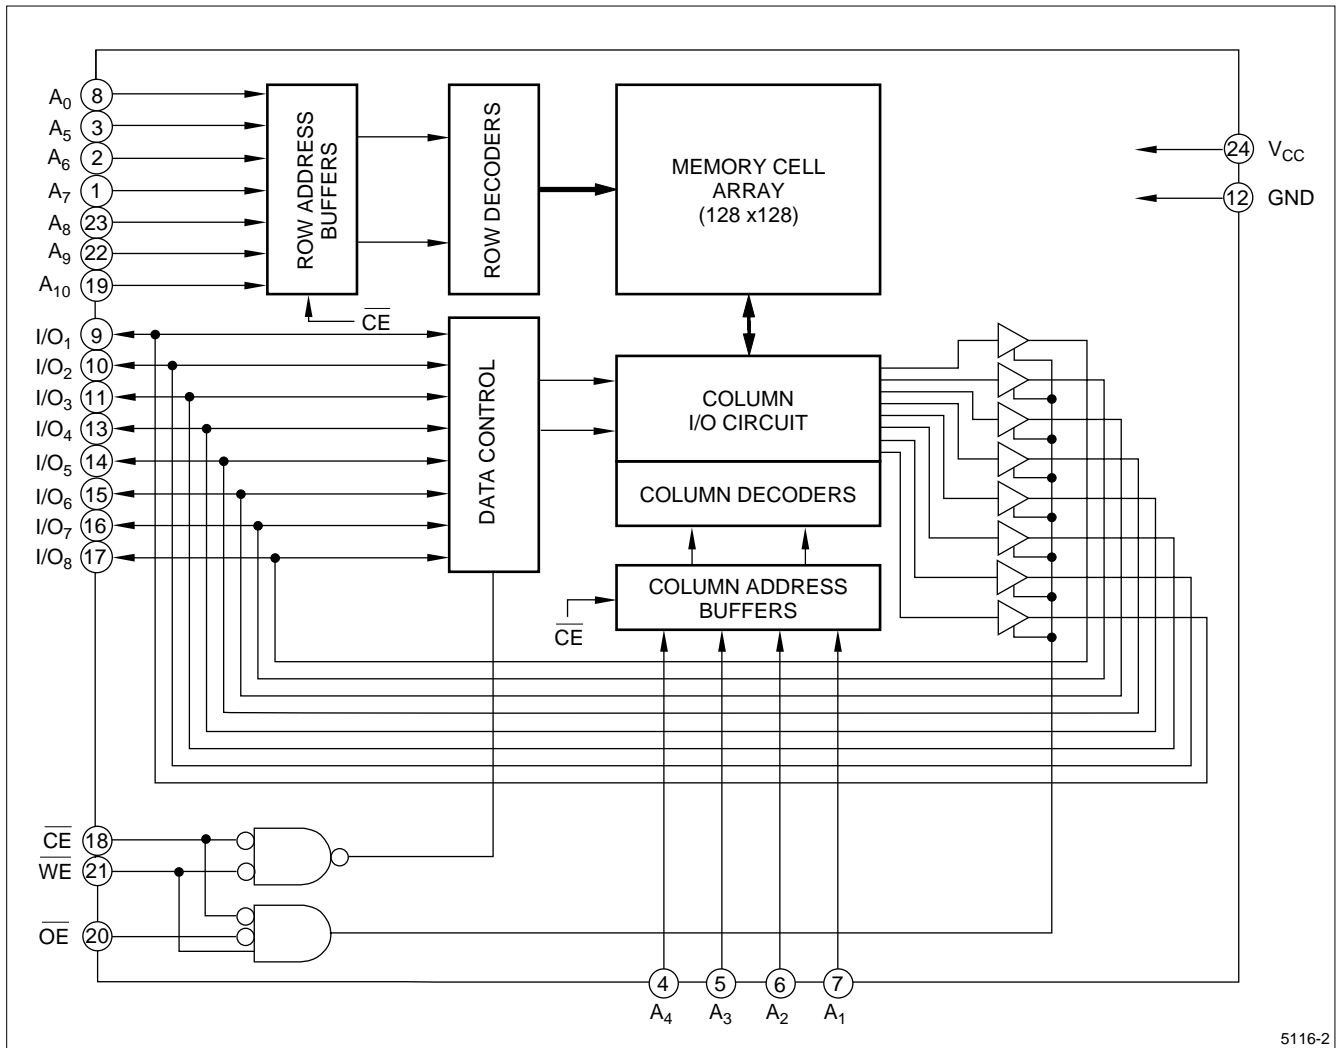 A0 8
A5 3
A6 2
A7 1
A8 23
A9 22
A10 19
ROW ADDRESS
BUFFERS
ROW DECODERS
MEMORY CELL
ARRAY
(128 x128)
24 VCC
12 GND
CE
I/O1 9
I/O2 10
I/O3 11
I/O4 13
I/O5 14
I/O6 15
I/O7 16
I/O8 17
DATA CONTROL
COLUMN
I/O CIRCUIT
COLUMN DECODERS
COLUMN ADDRESS
BUFFERS
CE
CE 18
WE 21
OE 20
4 5 6 7
A4 A3 A2 A1
5116-2